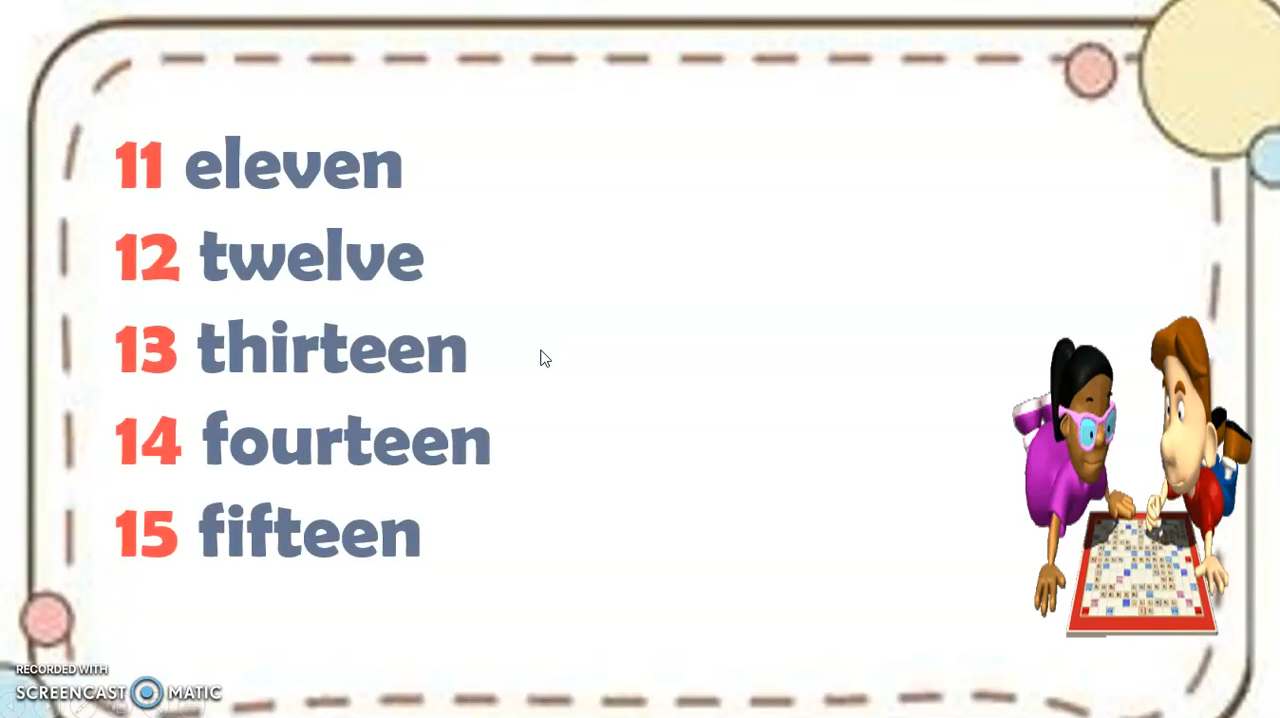 11 eleven
12 twelve
13 thirteen
14 fourteen
15 fifteen
RECORDED WITH
SCREENCAST MATIC